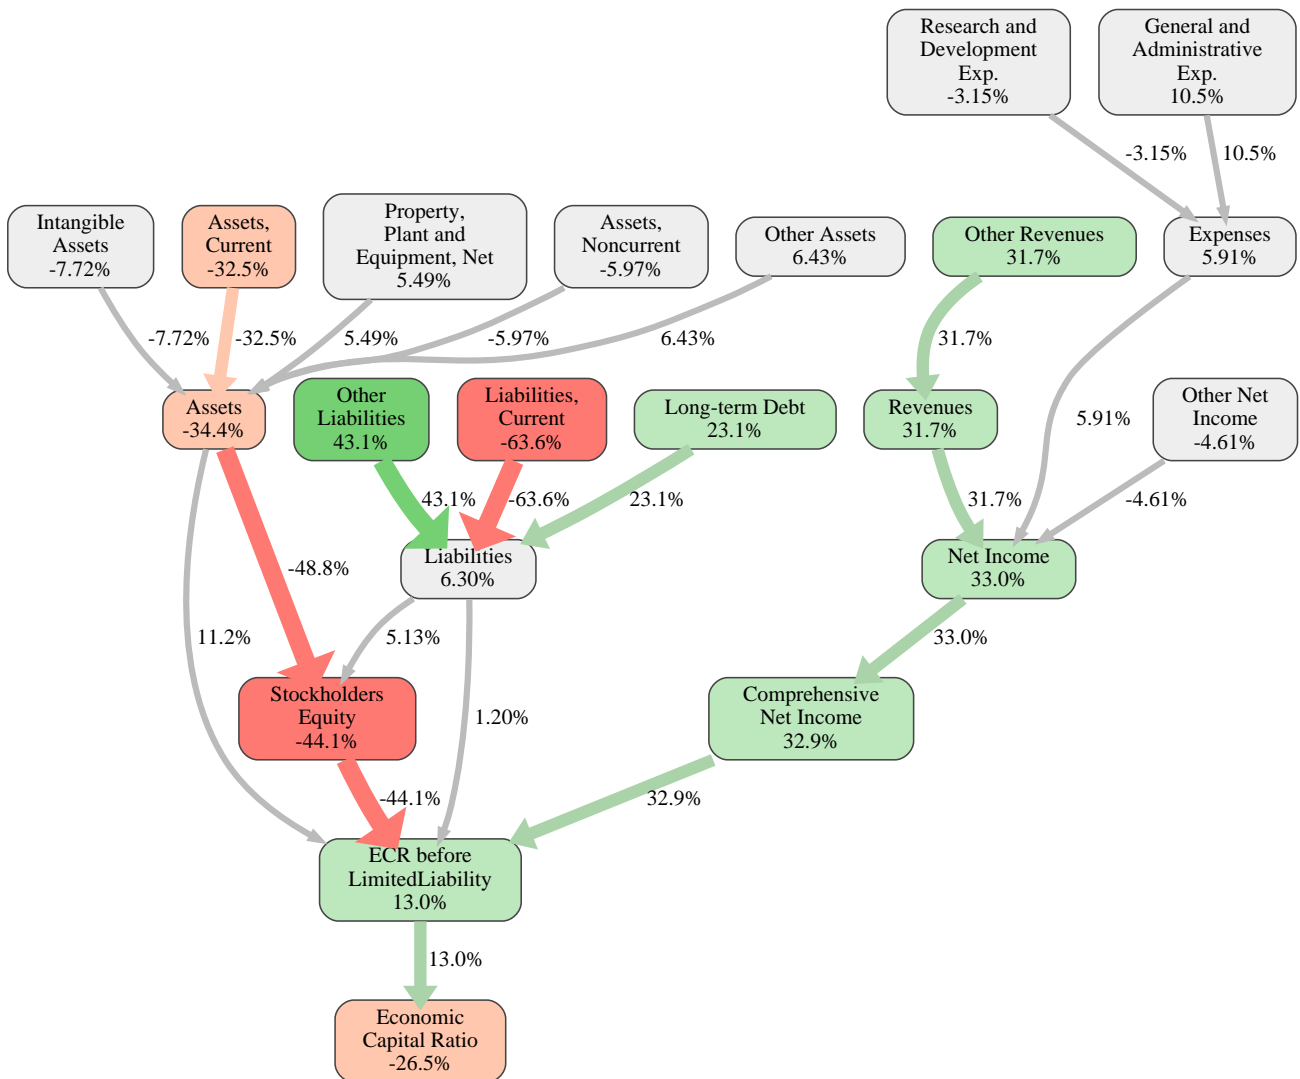 Research and
Development
Exp.
-3.15%
General and
Administrative
Exp.
10.5%
-3.15%
10.5%
Intangible
Assets
-7.72%
Assets,
Current
-32.5%
Property,
Plant and
Equipment, Net
5.49%
Assets,
Noncurrent
-5.97%
Other Assets
6.43%
Other Revenues
31.7%
Expenses
5.91%
-7.72%
-32.5%
5.49%
-5.97%
6.43%
31.7%
5.91%
Assets
-34.4%
Other
Liabilities
43.1%
Liabilities,
Current
-63.6%
Long-term Debt
23.1%
Revenues
31.7%
Other Net
Income
-4.61%
-48.8%
11.2%
43.1%
-63.6%
23.1%
31.7%
-4.61%
Liabilities
6.30%
Net Income
33.0%
5.13%
1.20%
33.0%
Stockholders
Equity
-44.1%
Comprehensive
Net Income
32.9%
-44.1%
32.9%
ECR before
LimitedLiability
13.0%
13.0%
Economic
Capital Ratio
-26.5%